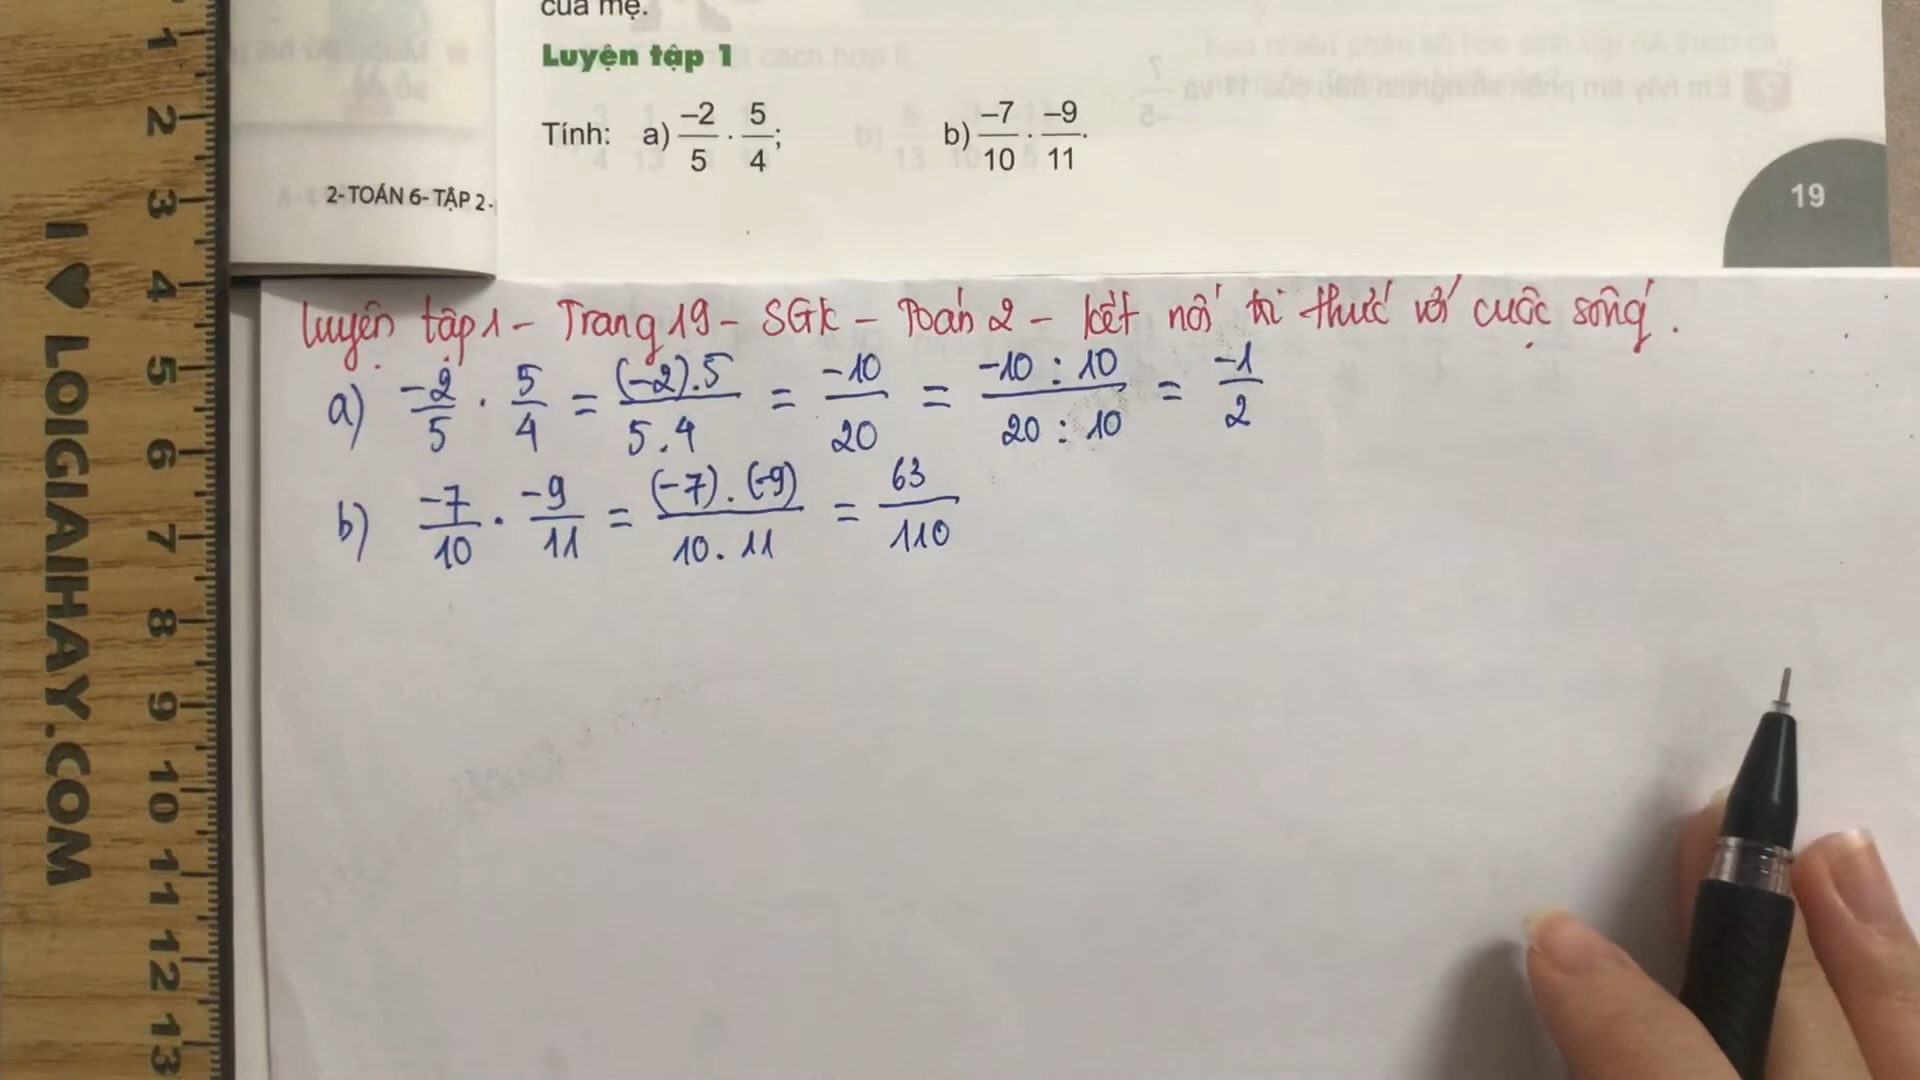 của mẹ.
Luyện tập 1
Tính: a) −2/5 · 5/4; b) −7/10 · −9/11.
2- TOÁN 6- TẬP 2-
19
Luyện tập 1 – Trang 19 – SGK – Toán 2 – kết nối tri thức với cuộc sống.
a) −2/5 · 5/4 = (−2).5/5.4 = −10/20 = −10 : 10/20 : 10 = −1/2
b) −7/10 · −9/11 = (−7).(−9)/10.11 = 63/110
I ♥ LOIGIAIHAY.COM
1 2 3 4 5 6 7 8 9 10 11 12 13